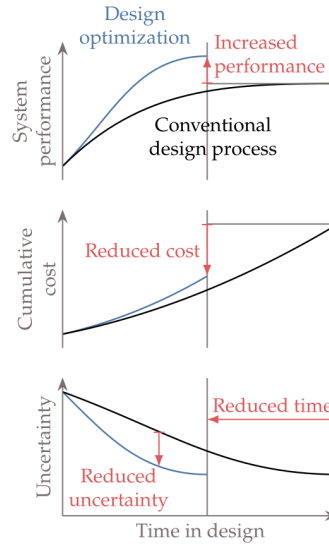 Design
optimization
Increased
performance
System
performance
Conventional
design process
Cumulative
cost
Reduced cost
Uncertainty
Reduced time
Reduced
uncertainty
Time in design